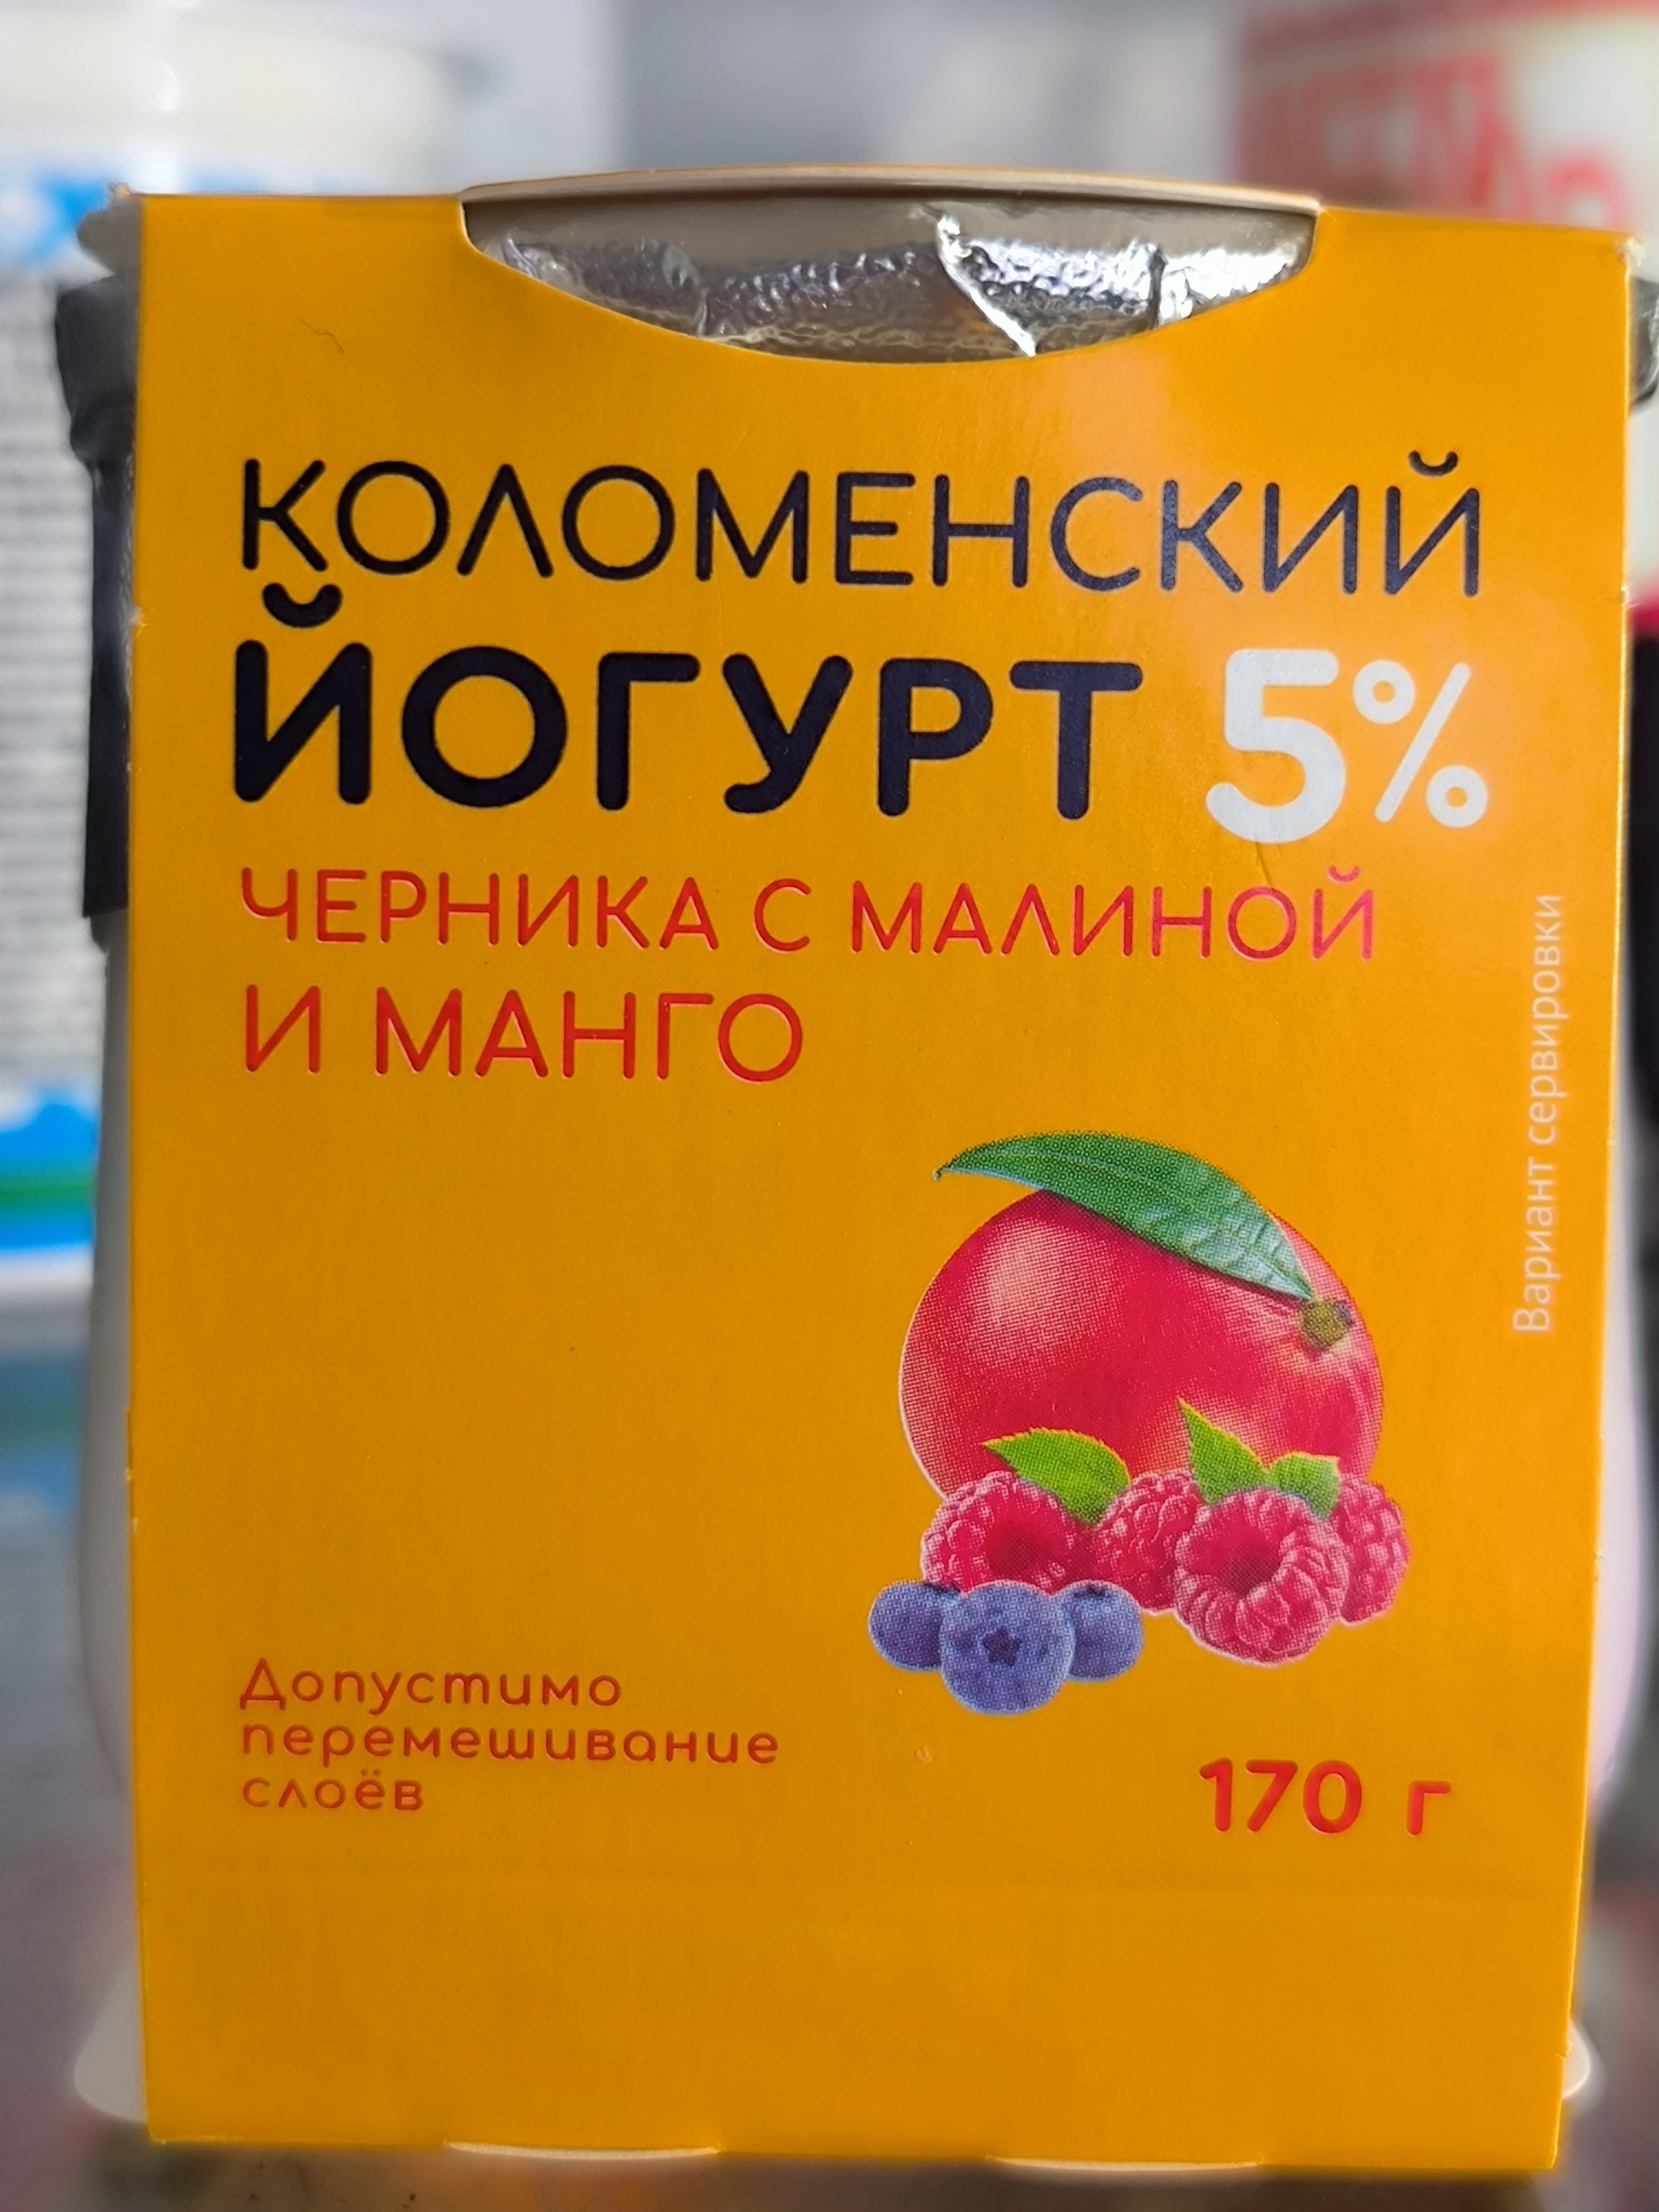 КОЛОМЕНСКИЙ
ЙОГУРТ 5%
ЧЕРНИКА С МАЛИНОЙ
И МАНГО
Вариант сервировки
Допустимо
перемешивание
слоёв
170 г